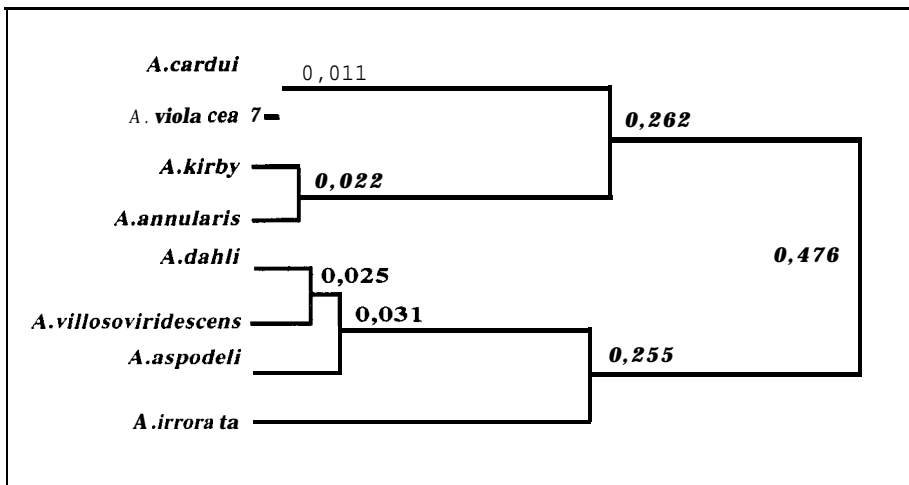 A.cardui
0,011
A. viola cea 7
0,262
A.kirby
0,022
A.annularis
A.dahli
0,476
0,025
A.villosoviridescens
0,031
A.aspodeli
0,255
A.irrora ta